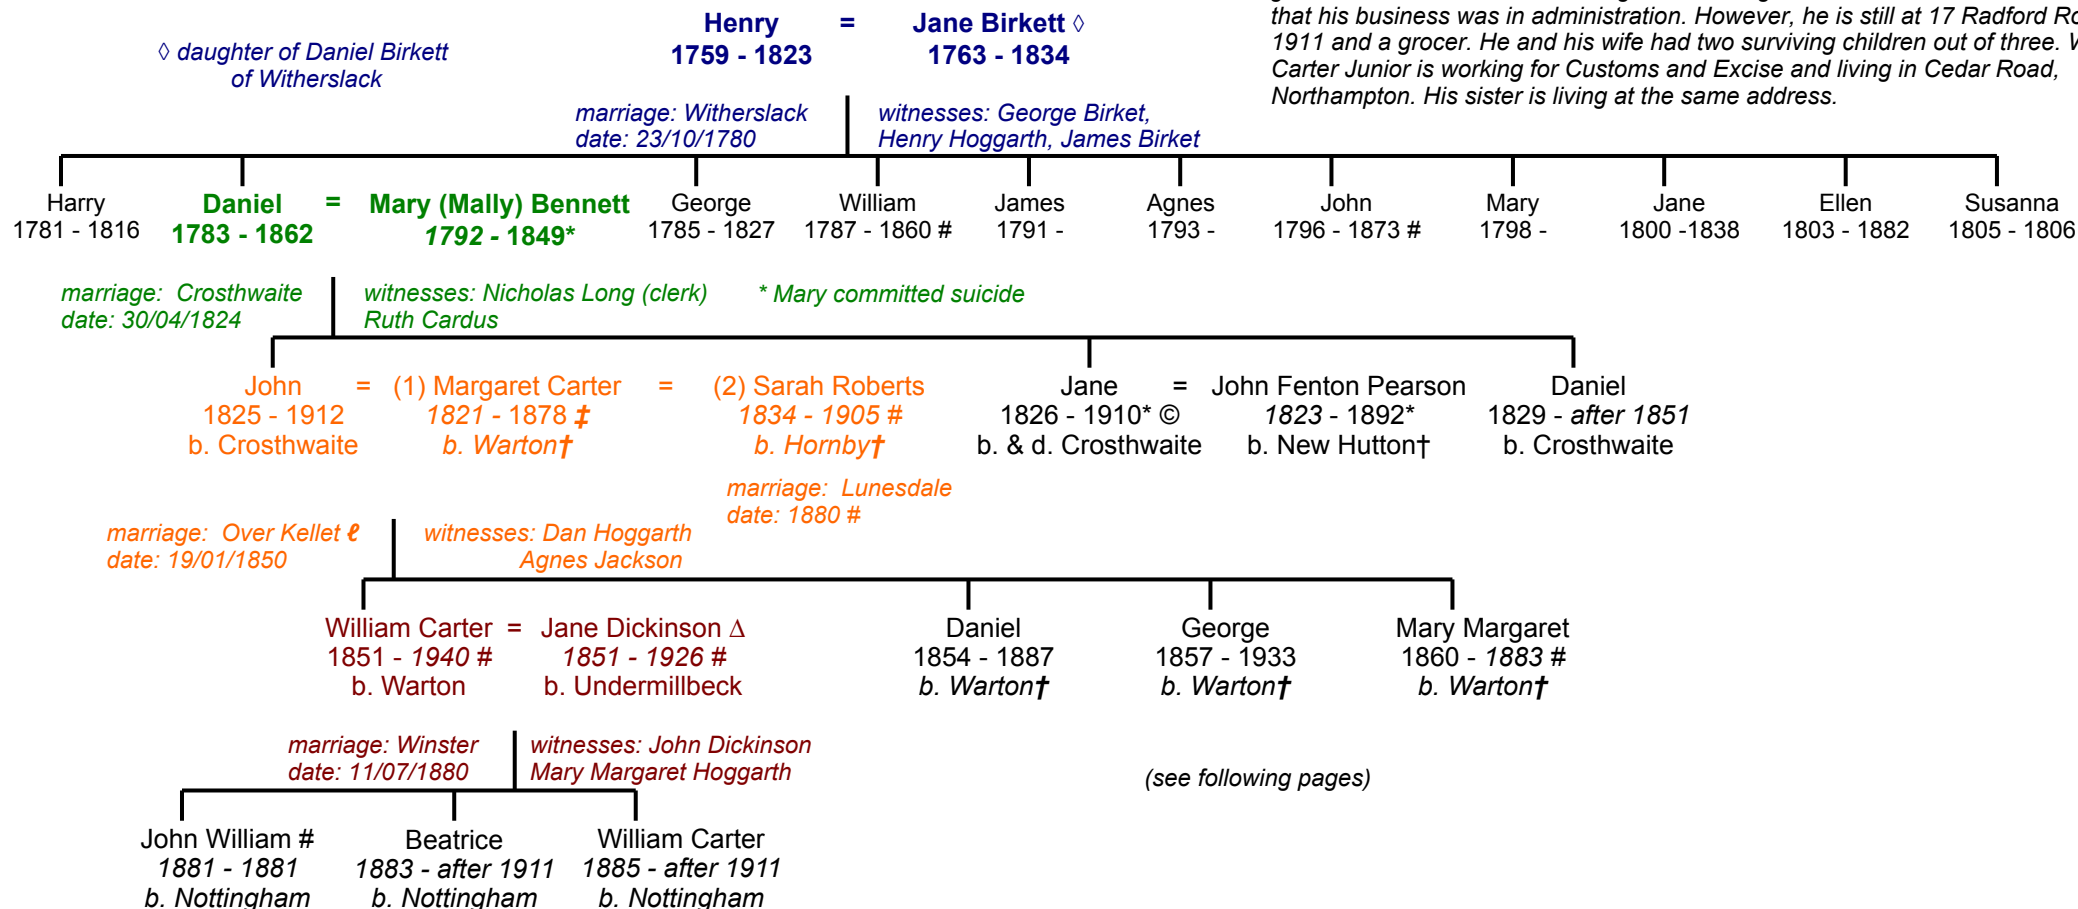 that his business was in administration. However, he is still at 17 Radford
1911 and a grocer. He and his wife had two surviving children out of three.
Carter Junior is working for Customs and Excise and living in Cedar Road,
Northampton. His sister is living at the same address.
Henry = Jane Birkett ◊
1759 - 1823 1763 - 1834
◊ daughter of Daniel Birkett
of Witherslack
marriage: Witherslack
date: 23/10/1780
witnesses: George Birket,
Henry Hoggarth, James Birket
Harry
1781 - 1816
Daniel = Mary (Mally) Bennett
1783 - 1862 1792 - 1849*
George
1785 - 1827
William
1787 - 1860 #
James
1791 -
Agnes
1793 -
John
1796 - 1873 #
Mary
1798 -
Jane
1800 -1838
Ellen
1803 - 1882
Susanna
1805 - 1806
marriage: Crosthwaite
date: 30/04/1824
witnesses: Nicholas Long (clerk)
Ruth Cardus
* Mary committed suicide
John = (1) Margaret Carter = (2) Sarah Roberts
1825 - 1912 1821 - 1878 ‡ 1834 - 1905 #
b. Crosthwaite b. Warton† b. Hornby†
Jane = John Fenton Pearson
1826 - 1910* © 1823 - 1892*
b. & d. Crosthwaite b. New Hutton†
Daniel
1829 - after 1851
b. Crosthwaite
marriage: Lunesdale
date: 1880 #
marriage: Over Kellet ℓ
date: 19/01/1850
witnesses: Dan Hoggarth
Agnes Jackson
William Carter = Jane Dickinson Δ
1851 - 1940 # 1851 - 1926 #
b. Warton b. Undermillbeck
Daniel
1854 - 1887
b. Warton†
George
1857 - 1933
b. Warton†
Mary Margaret
1860 - 1883 #
b. Warton†
marriage: Winster
date: 11/07/1880
witnesses: John Dickinson
Mary Margaret Hoggarth
(see following pages)
John William #
1881 - 1881
b. Nottingham
Beatrice
1883 - after 1911
b. Nottingham
William Carter
1885 - after 1911
b. Nottingham